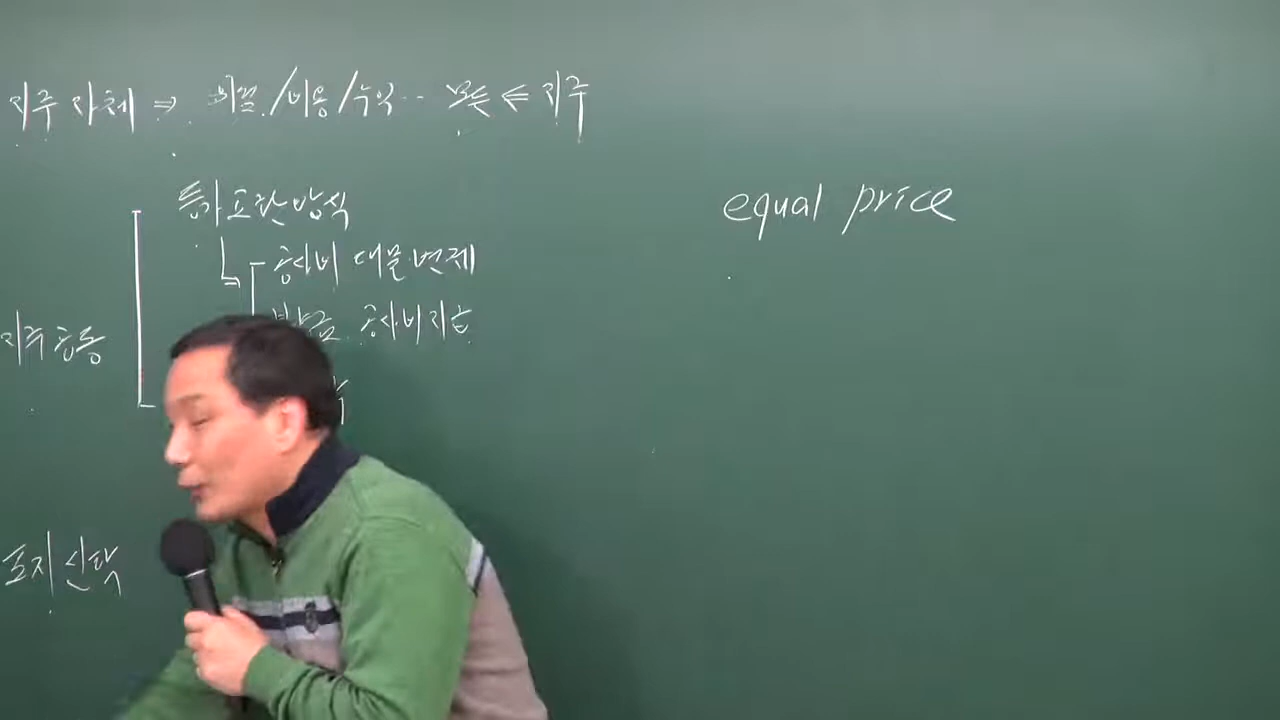 지주 자체 ⇒ 기획/비용/수익·· 모든 ⇐ 지주
등가교환방식
equal price
공사비 대물변제
지주공동
분양금 공사비지급
토지신탁